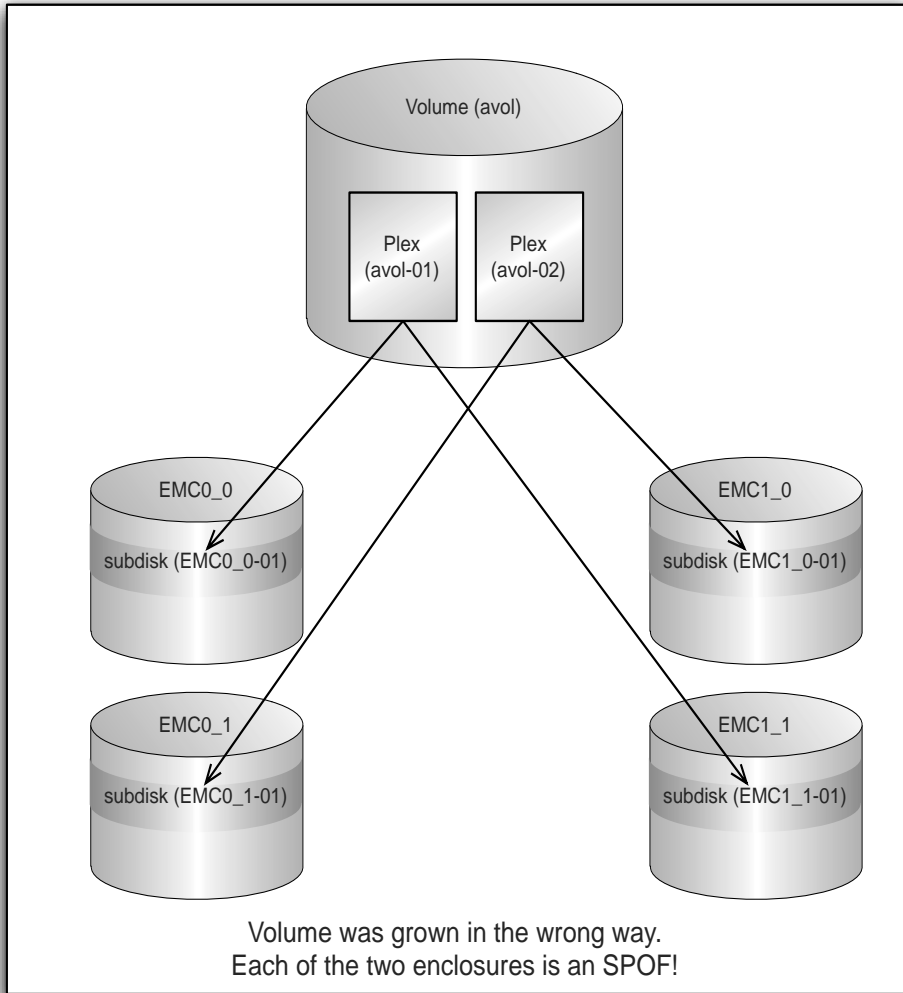 Volume (avol)
Plex
(avol-01)
Plex
(avol-02)
EMC0_0
subdisk (EMC0_0-01)
EMC1_0
subdisk (EMC1_0-01)
EMC0_1
subdisk (EMC0_1-01)
EMC1_1
subdisk (EMC1_1-01)
Volume was grown in the wrong way.
Each of the two enclosures is an SPOF!